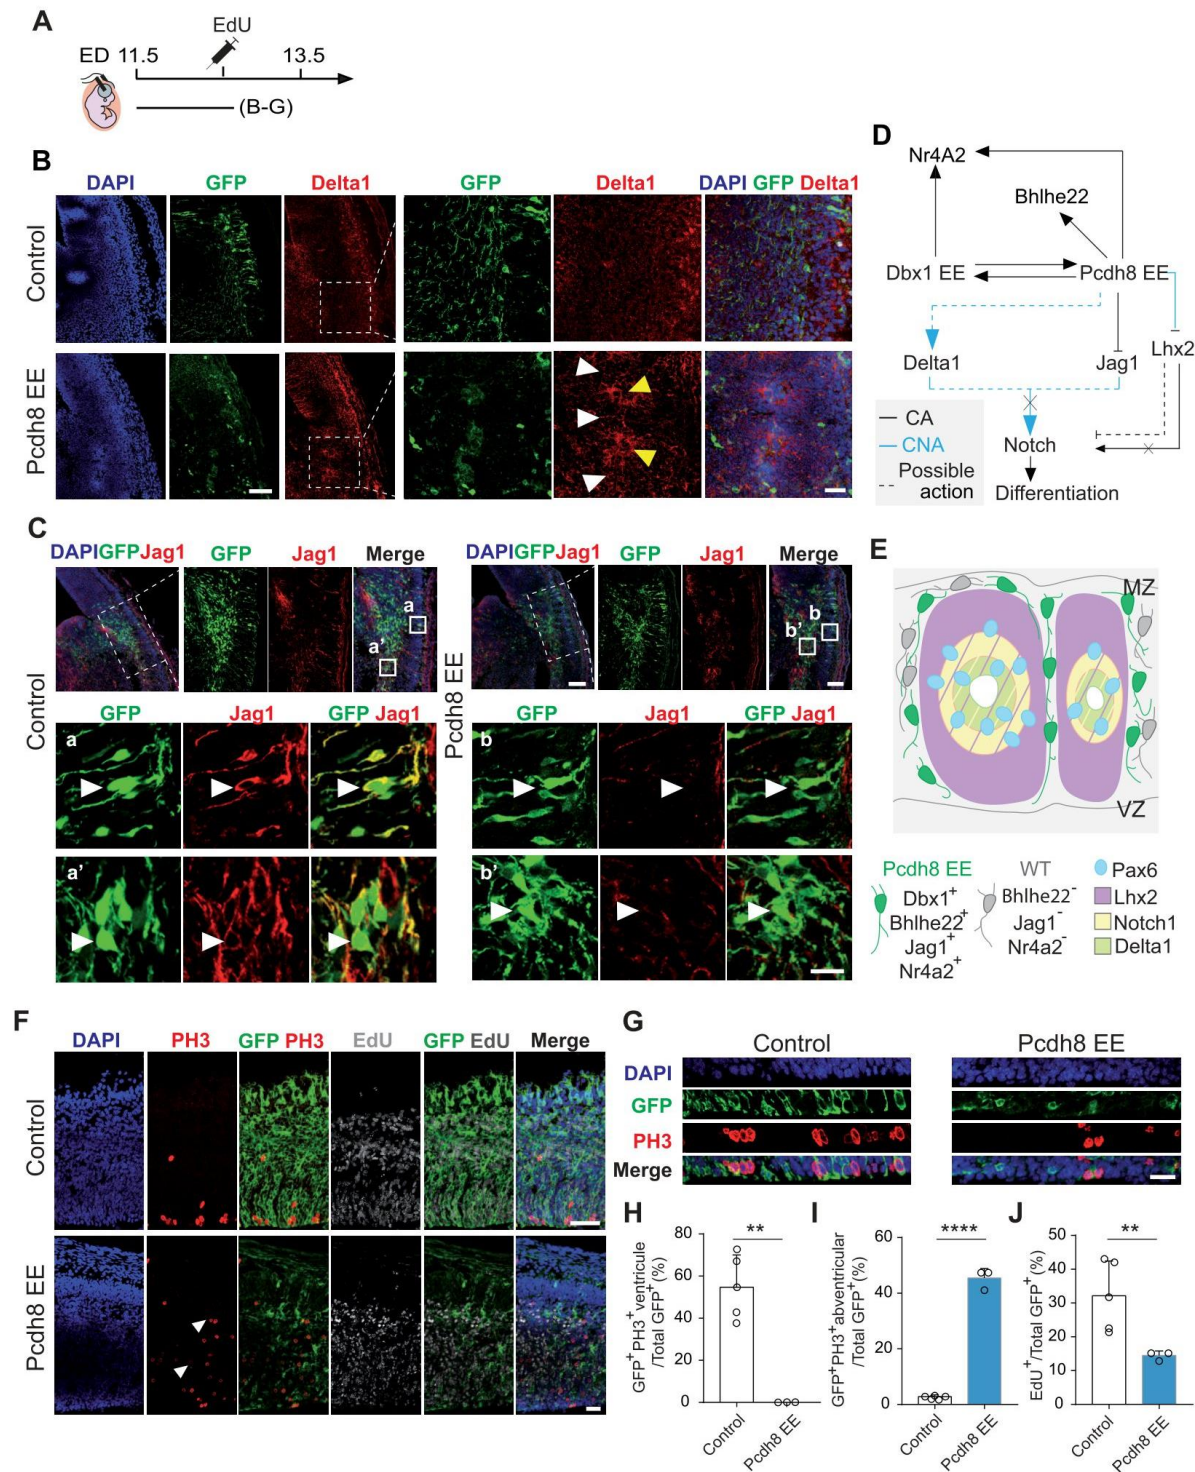 A
EdU
ED 11.5 13.5
(B-G)
B
DAPI GFP Delta1 GFP Delta1 DAPI GFP Delta1
Control
Pcdh8 EE
D
Nr4A2
Bhlhe22
Dbx1 EE Pcdh8 EE
Delta1 Jag1 Lhx2
CA
CNA
Possible
action
Notch
Differentiation
C
DAPIGFPJag1 GFP Jag1 Merge
a
a'
Control
GFP Jag1 GFP Jag1
a
a'
DAPIGFPJag1 GFP Jag1 Merge
b
b'
Pcdh8 EE
GFP Jag1 GFP Jag1
b
b'
E
MZ
VZ
Pcdh8 EE
Dbx1+
Bhlhe22+
Jag1+
Nr4a2+
WT
Bhlhe22-
Jag1-
Nr4a2-
Pax6
Lhx2
Notch1
Delta1
F
DAPI PH3 GFP PH3 EdU GFP EdU Merge
Control
Pcdh8 EE
G
Control Pcdh8 EE
DAPI
GFP
PH3
Merge
H
GFP+PH3+ventricule
/Total GFP+(%)
80
60
40
20
0
**
Control
Pcdh8 EE
I
GFP+PH3+abventricular
/Total GFP+(%)
60
40
20
0
****
Control
Pcdh8 EE
J
EdU+/Total GFP+(%)
50
40
30
20
10
0
**
Control
Pcdh8 EE